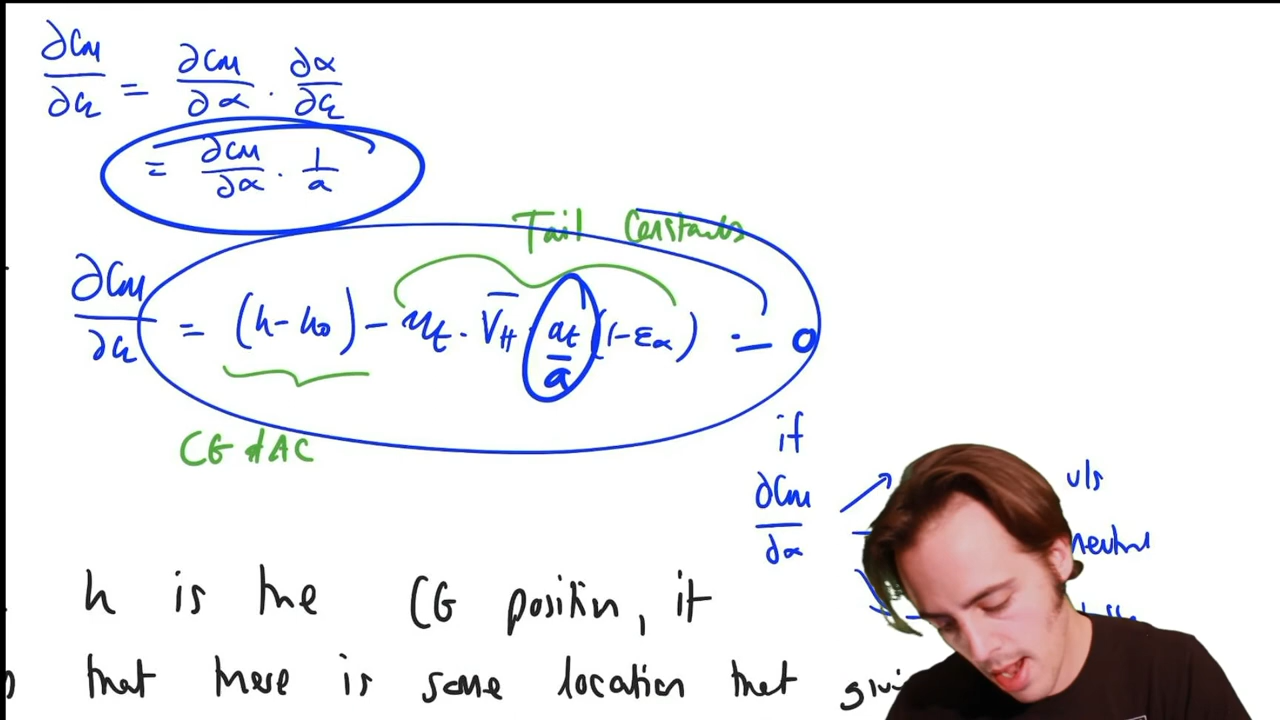 ∂CM/∂CL = ∂CM/∂α · ∂α/∂CL
= ∂CM/∂α · 1/a
Tail Constants
∂CM/∂CL = (h-h0) - ηt · V̄H · at/a (1-εα) = 0
CG & AC
if
∂CM/∂α
u/s
neutral
h is the CG position, it
that there is some location that